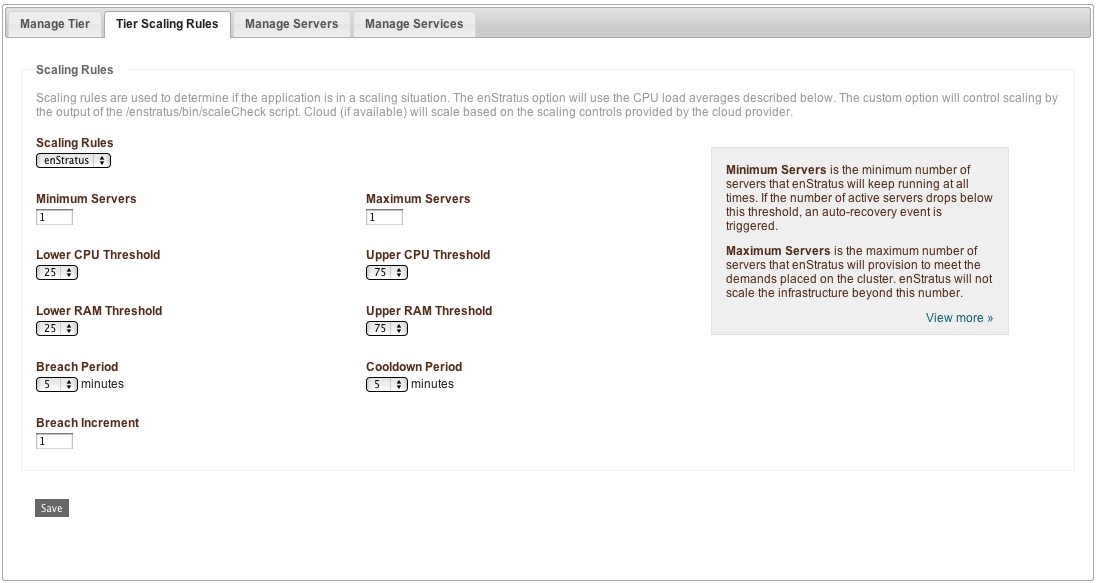 Manage Tier Tier Scaling Rules Manage Servers Manage Services
Scaling Rules
Scaling rules are used to determine if the application is in a scaling situation. The enStratus option will use the CPU load averages described below. The custom option will control scaling by
the output of the /enstratus/bin/scaleCheck script. Cloud (if available) will scale based on the scaling controls provided by the cloud provider.
Scaling Rules
enStratus
Minimum Servers Maximum Servers
1 1
Lower CPU Threshold Upper CPU Threshold
25 75
Lower RAM Threshold Upper RAM Threshold
25 75
Breach Period Cooldown Period
5 minutes 5 minutes
Breach Increment
1
Minimum Servers is the minimum number of
servers that enStratus will keep running at all
times. If the number of active servers drops below
this threshold, an auto-recovery event is
triggered.
Maximum Servers is the maximum number of
servers that enStratus will provision to meet the
demands placed on the cluster. enStratus will not
scale the infrastructure beyond this number.
View more »
Save